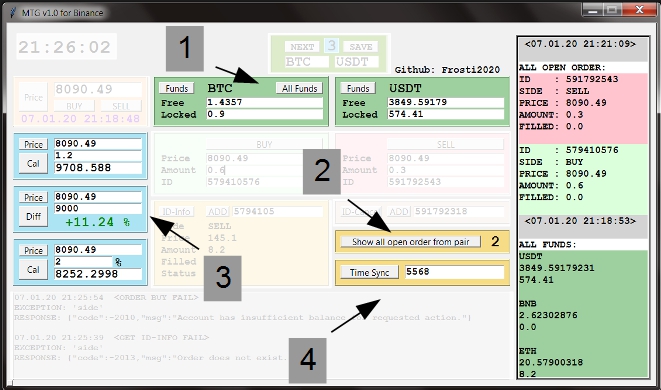 MTG v1.0 for Binance
21:26:02
NEXT 3 SAVE
BTC USDT
Github: Frosti2020
1
Price 8090.49
BUY SELL
07.01.20 21:18:48
Funds BTC All Funds
Free 1.4357
Locked 0.9
Funds USDT
Free 3849.59179
Locked 574.41
Price 8090.49
Cal 1.2
9708.588
BUY
Price 8090.49
Amount 0.6
ID 579410576
SELL
8090.49
0.3
591792543
2
Price 8090.49
Diff 9000
+11.24 %
3
ID-Info ADD 5794105
SELL
145.1
Amount 8.2
Filled
Status
ADD 591792318
Show all open order from pair 2
Price 8090.49
Cal 2 %
8252.2998
Time Sync 5568
4
07.01.20 21:25:54 <ORDER BUY FAIL>
EXCEPTION: 'side'
RESPONSE: {"code":-2010,"msg":"Account has insufficient balance requested action."}
07.01.20 21:25:39 <GET ID-INFO FAIL>
EXCEPTION: 'side'
RESPONSE: {"code":-2013,"msg":"Order does not exist.
<07.01.20 21:21:09>
ALL OPEN ORDER:
ID : 591792543
SIDE : SELL
PRICE : 8090.49
AMOUNT: 0.3
FILLED: 0.0
ID : 579410576
SIDE : BUY
PRICE : 8090.49
AMOUNT: 0.6
FILLED: 0.0
<07.01.20 21:18:53>
ALL FUNDS:
USDT
3849.59179231
574.41
BNB
2.62302876
0.0
ETH
20.57900318
8.2